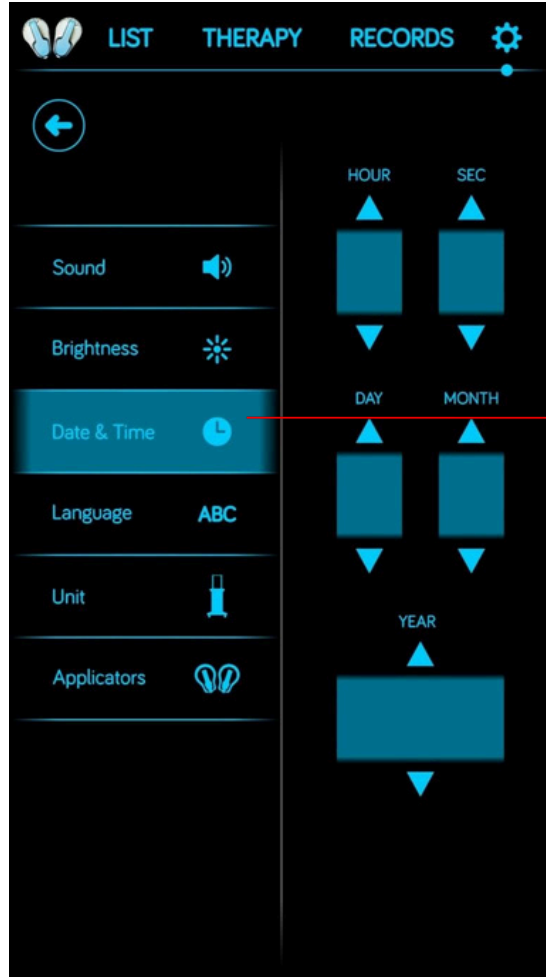 LIST THERAPY RECORDS
HOUR SEC
Sound
Brightness
DAY MONTH
Date & Time
Language ABC
Unit
YEAR
Applicators